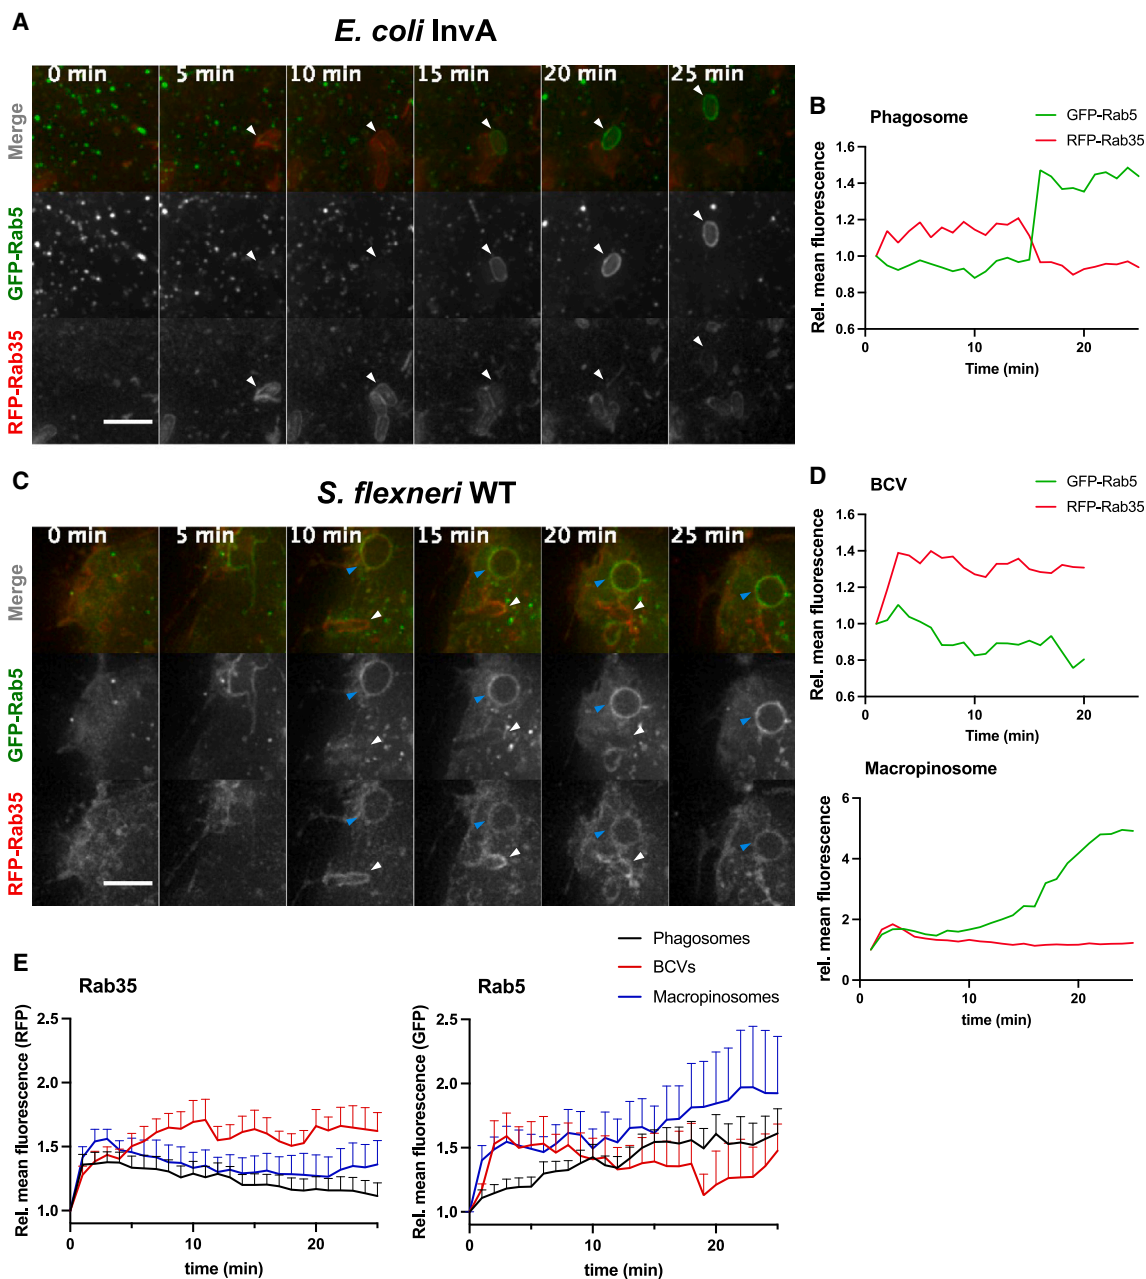 A
E. coli InvA
0 min 5 min 10 min 15 min 20 min 25 min
Merge
GFP-Rab5
RFP-Rab35
B
Phagosome
GFP-Rab5
RFP-Rab35
Rel. mean fluorescence
1.6
1.4
1.2
1.0
0.8
0.6
0 20
Time (min)
C
S. flexneri WT
0 min 5 min 10 min 15 min 20 min 25 min
Merge
GFP-Rab5
RFP-Rab35
D
BCV
GFP-Rab5
RFP-Rab35
Rel. mean fluorescence
1.6
1.4
1.2
1.0
0.8
0.6
0 10 20
Time (min)
Macropinosome
rel. mean fluorescence
6
4
2
0
0 10 20
time (min)
E
Phagosomes
BCVs
Macropinosomes
Rab35
Rel. mean fluorescence (RFP)
2.5
2.0
1.5
1.0
0 10 20
time (min)
Rab5
Rel. mean fluorescence (GFP)
2.5
2.0
1.5
1.0
0 10 20
time (min)